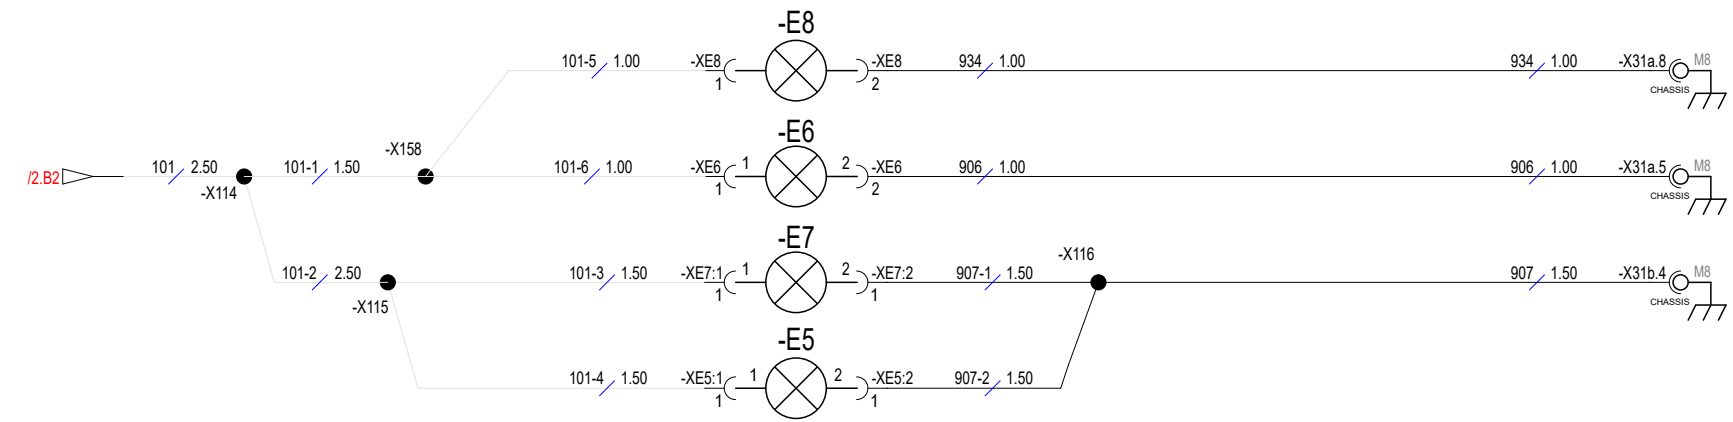 -E8
101-5 1.00 -XE8 -XE8 934 1.00 934 1.00 -X31a.8 M8
1 2 CHASSIS
-E6
-X158
/2.B2 101 2.50 101-1 1.50 101-6 1.00 -XE6 1 2 -XE6 906 1.00 906 1.00 -X31a.5 M8
-X114 1 2 CHASSIS
-E7
-X116
101-2 2.50 101-3 1.50 -XE7:1 1 2 -XE7:2 907-1 1.50 907 1.50 -X31b.4 M8
-X115 1 1 CHASSIS
-E5
101-4 1.50 -XE5:1 1 2 -XE5:2 907-2 1.50
1 1